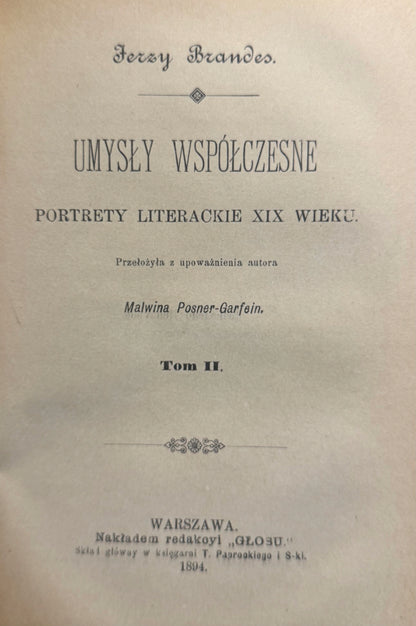 Jerzy Brandes.
UMYSŁY WSPÓŁCZESNE
PORTRETY LITERACKIE XIX WIEKU.
Przełożyła z upoważnienia autora
Malwina Posner-Garfein.
Tom II.
WARSZAWA.
Nakładem redakcyi „GŁOSU.”
Skład główny w księgarni T. Paprockiego i S-ki.
1894.